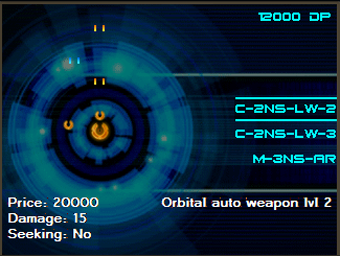 12000 DP
C-2NS-LW-2
C-2NS-LW-3
M-3NS-AR
Price: 20000 Orbital auto weapon lvl 2
Damage: 15
Seeking: No